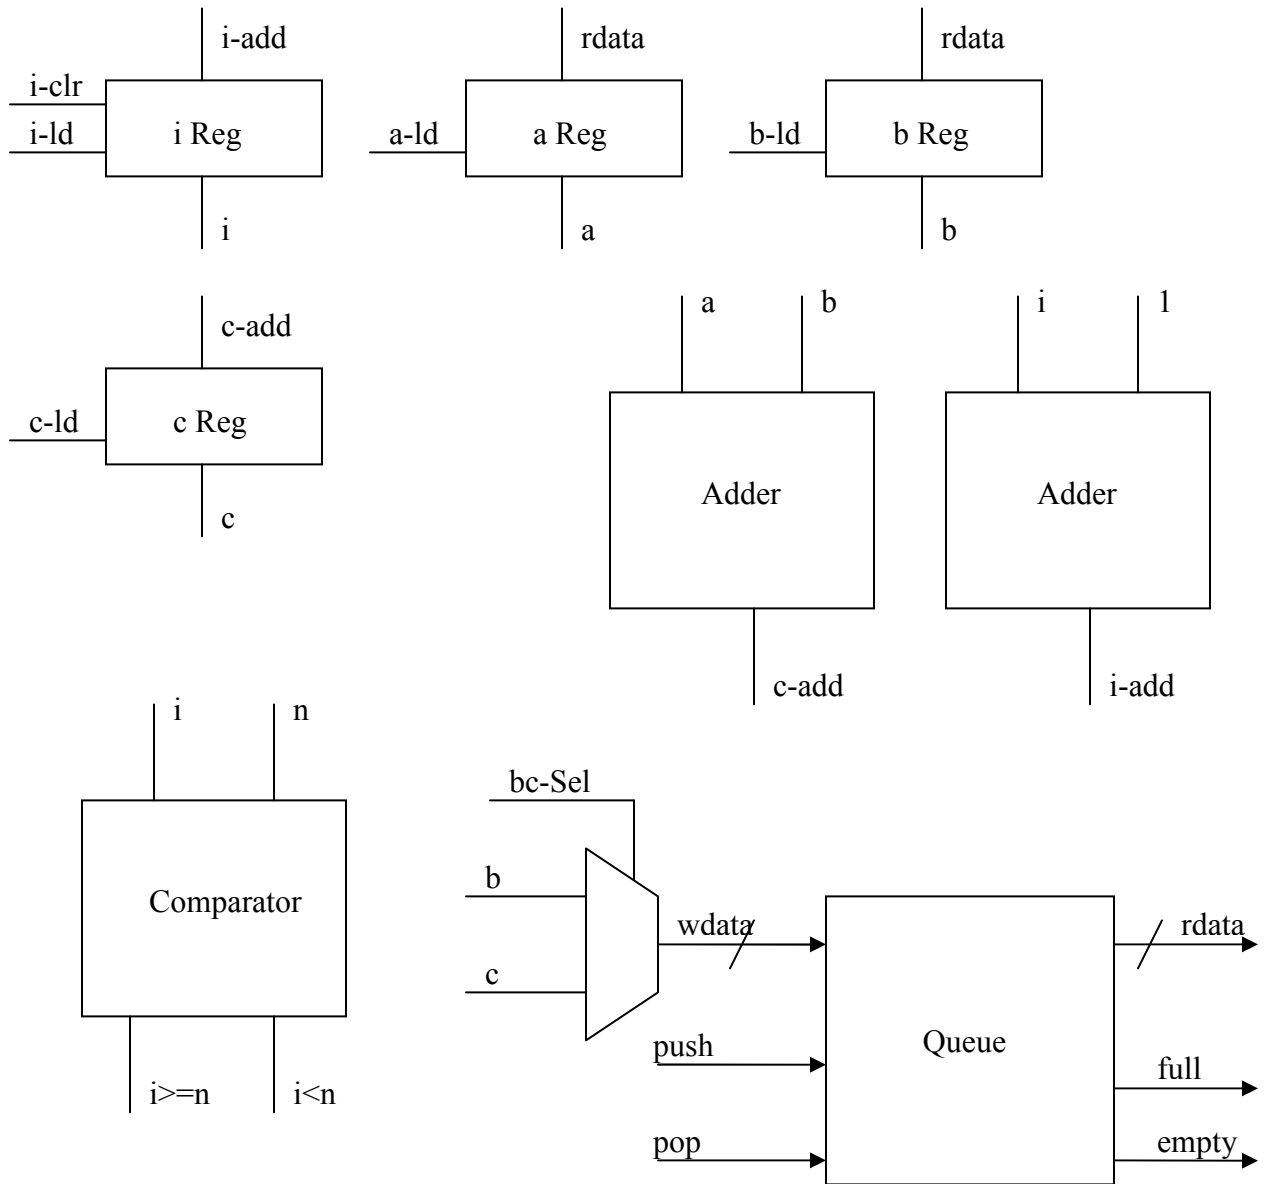 i-add
rdata
rdata
i-clr
i-ld
i Reg
a-ld
a Reg
b-ld
b Reg
i
a
b
c-add
a
b
i
1
c-ld
c Reg
Adder
Adder
c
c-add
i-add
i
n
bc-Sel
b
Comparator
wdata
rdata
c
push
Queue
full
i>=n
i<n
pop
empty